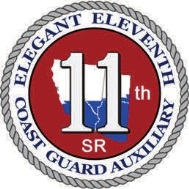 ELEGANT ELEVENTH
11th
SR
COAST GUARD AUXILIARY